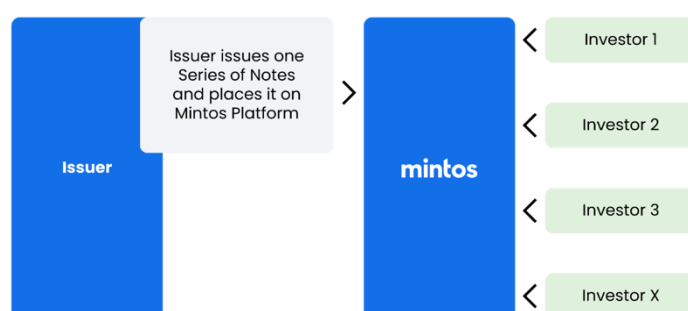 Issuer issues one
Series of Notes
and places it on
Mintos Platform
Issuer
mintos
Investor 1
Investor 2
Investor 3
Investor X